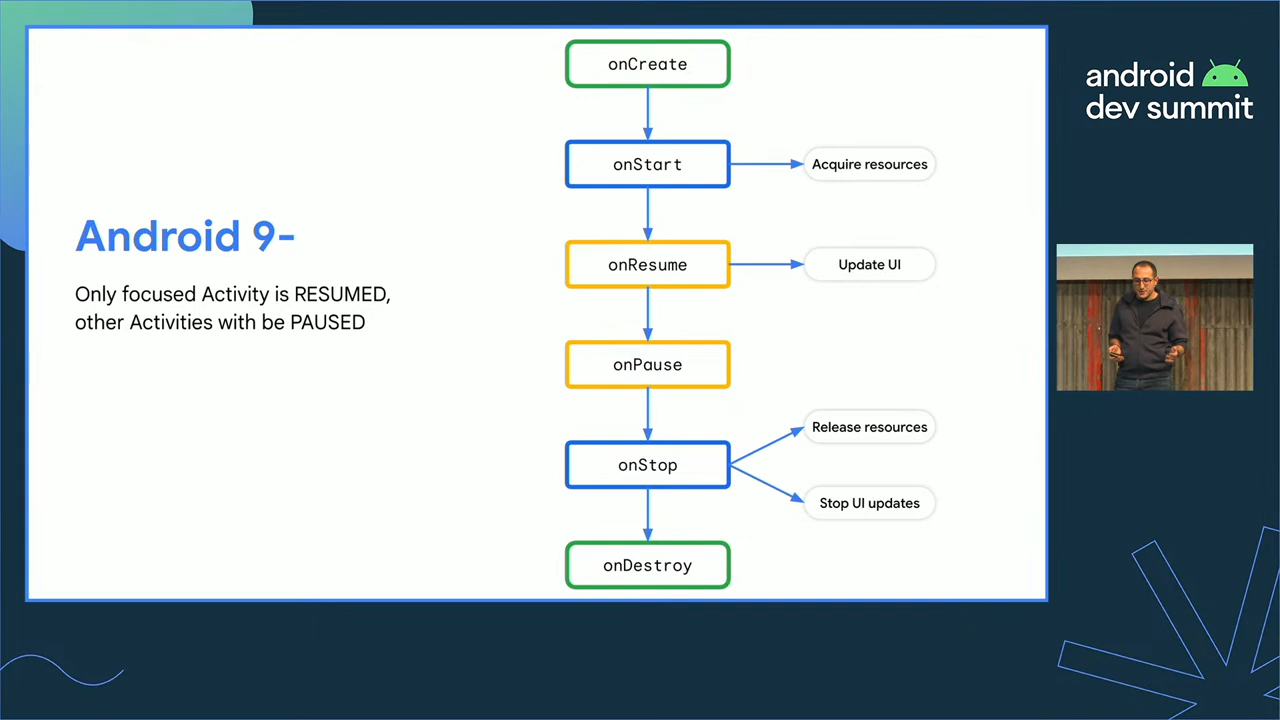 Android 9-
Only focused Activity is RESUMED,
other Activities with be PAUSED
onCreate
onStart
Acquire resources
onResume
Update UI
onPause
onStop
Release resources
Stop UI updates
onDestroy
android
dev summit